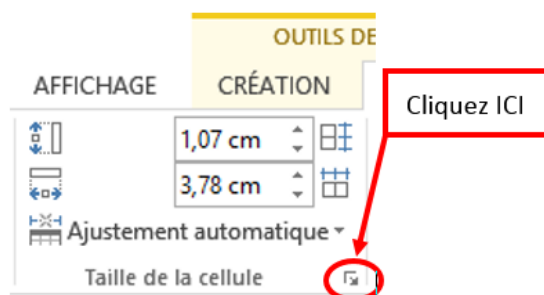 OUTILS DE
AFFICHAGE CRÉATION
Cliquez ICI
1,07 cm
3,78 cm
Ajustement automatique
Taille de la cellule